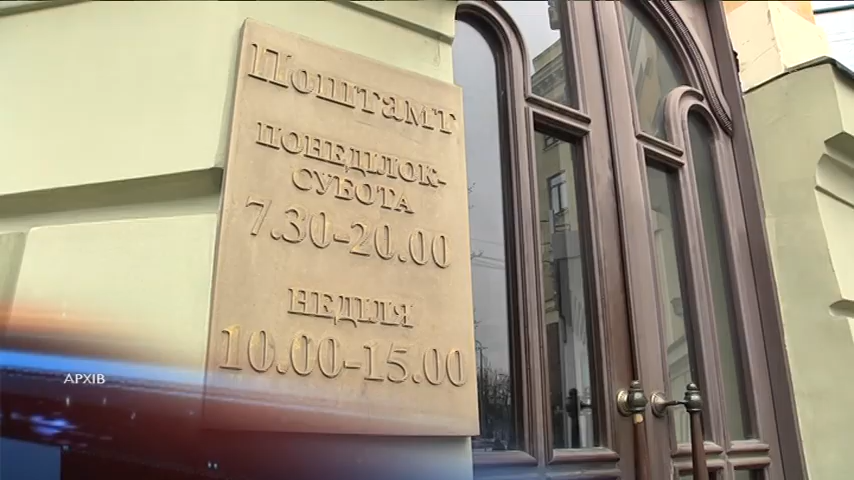 Поштамт
ПОНЕДІЛОК-
СУБОТА
7.30-20.00
НЕДІЛЯ
10.00-15.00
АРХІВ